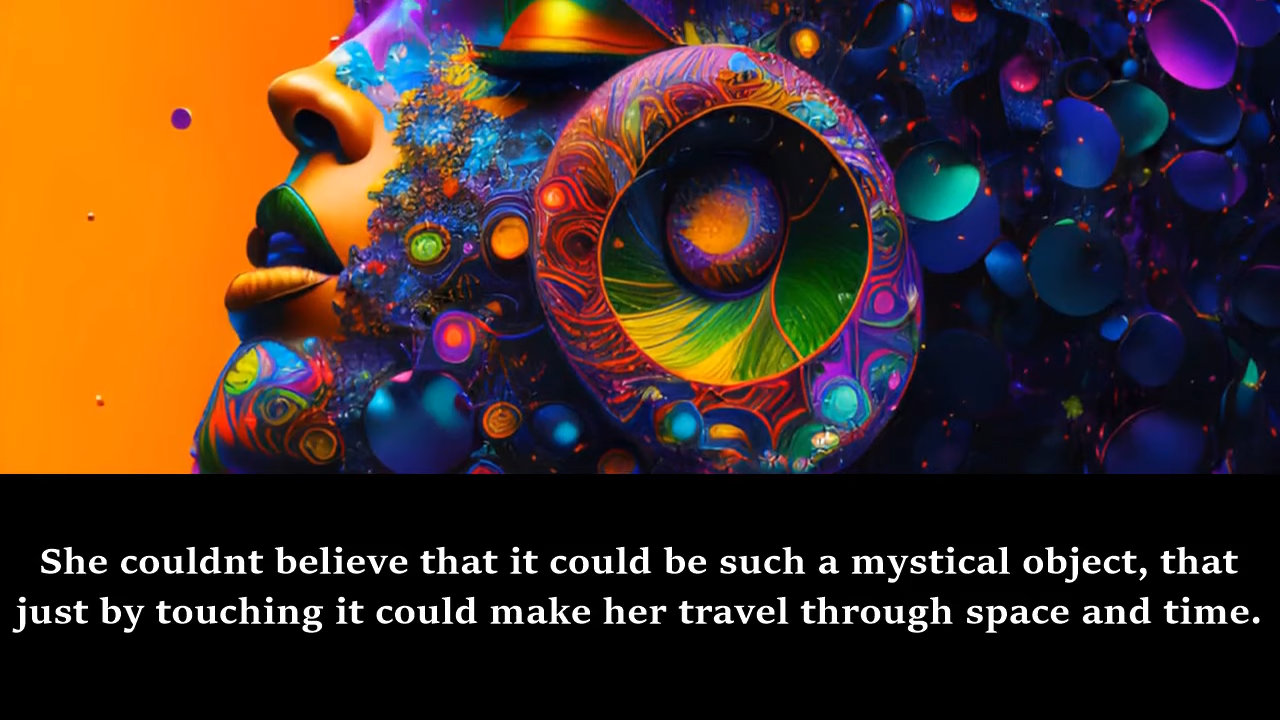 She couldnt believe that it could be such a mystical object, that
just by touching it could make her travel through space and time.